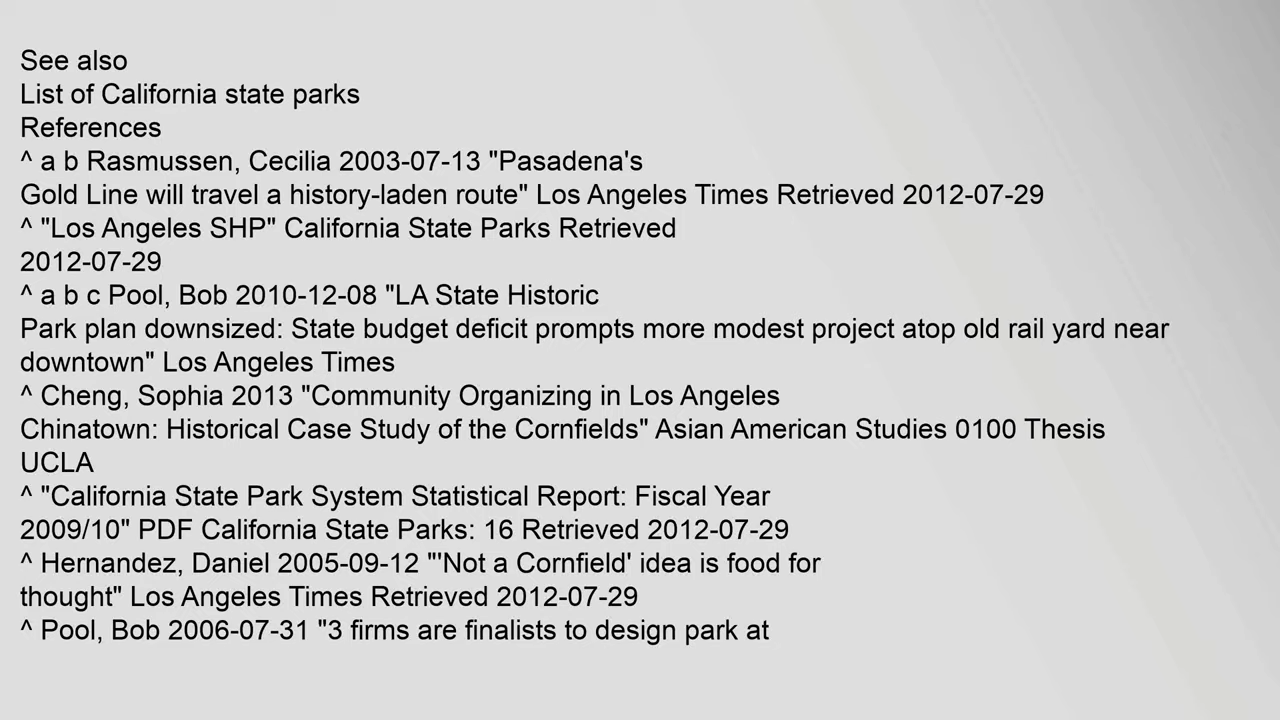 See also
List of California state parks
References
^ a b Rasmussen, Cecilia 2003-07-13 "Pasadena's
Gold Line will travel a history-laden route" Los Angeles Times Retrieved 2012-07-29
^ "Los Angeles SHP" California State Parks Retrieved
2012-07-29
^ a b c Pool, Bob 2010-12-08 "LA State Historic
Park plan downsized: State budget deficit prompts more modest project atop old rail yard near
downtown" Los Angeles Times
^ Cheng, Sophia 2013 "Community Organizing in Los Angeles
Chinatown: Historical Case Study of the Cornfields" Asian American Studies 0100 Thesis
UCLA
^ "California State Park System Statistical Report: Fiscal Year
2009/10" PDF California State Parks: 16 Retrieved 2012-07-29
^ Hernandez, Daniel 2005-09-12 "'Not a Cornfield' idea is food for
thought" Los Angeles Times Retrieved 2012-07-29
^ Pool, Bob 2006-07-31 "3 firms are finalists to design park at